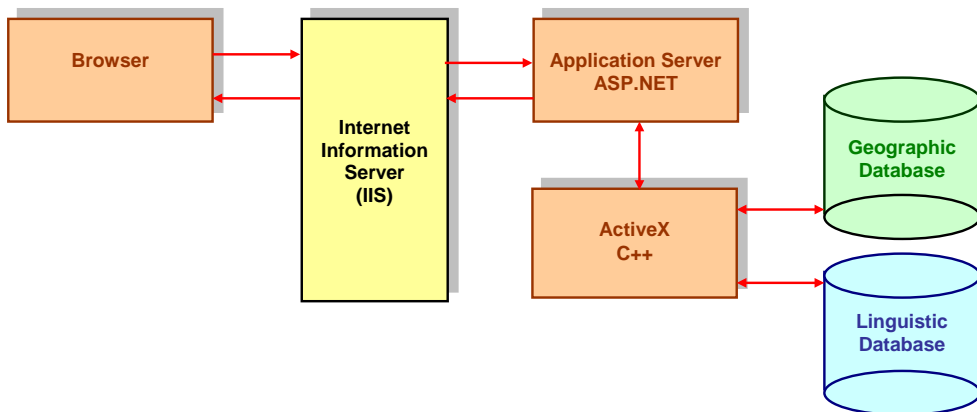 Browser
Internet
Information
Server
(IIS)
Application Server
ASP.NET
ActiveX
C++
Geographic
Database
Linguistic
Database